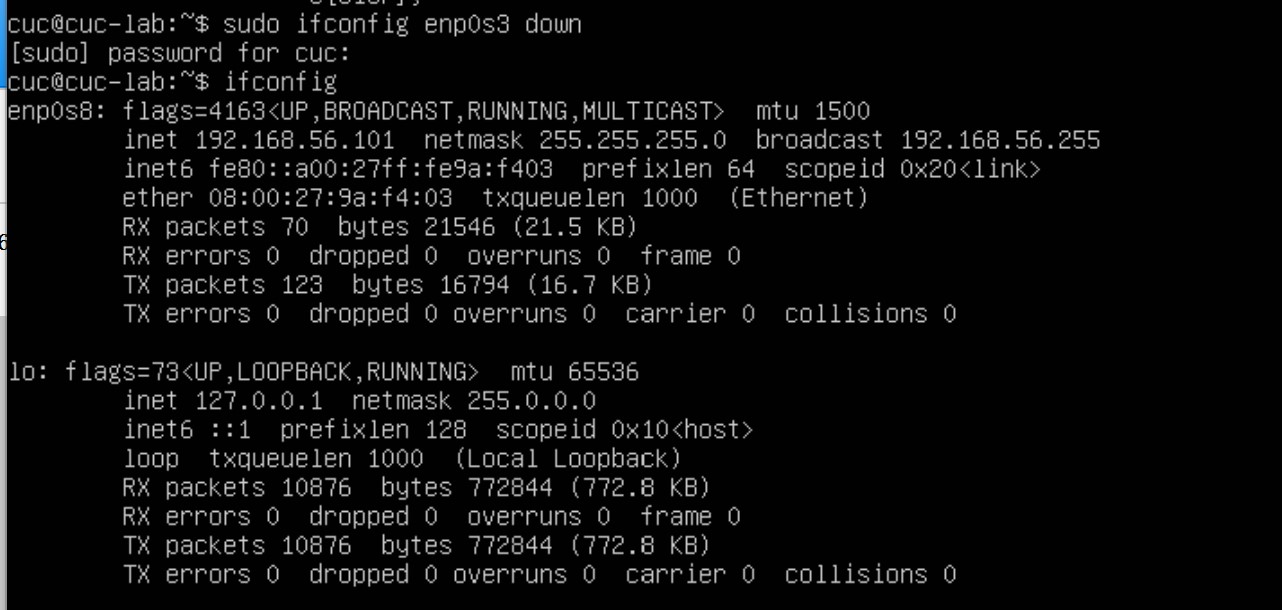 cuc@cuc-lab:~$ sudo ifconfig enp0s3 down
[sudo] password for cuc:
cuc@cuc-lab:~$ ifconfig
enp0s8: flags=4163<UP,BROADCAST,RUNNING,MULTICAST>  mtu 1500
        inet 192.168.56.101  netmask 255.255.255.0  broadcast 192.168.56.255
        inet6 fe80::a00:27ff:fe9a:f403  prefixlen 64  scopeid 0x20<link>
        ether 08:00:27:9a:f4:03  txqueuelen 1000  (Ethernet)
        RX packets 70  bytes 21546 (21.5 KB)
        RX errors 0  dropped 0  overruns 0  frame 0
        TX packets 123  bytes 16794 (16.7 KB)
        TX errors 0  dropped 0 overruns 0  carrier 0  collisions 0

lo: flags=73<UP,LOOPBACK,RUNNING>  mtu 65536
        inet 127.0.0.1  netmask 255.0.0.0
        inet6 ::1  prefixlen 128  scopeid 0x10<host>
        loop  txqueuelen 1000  (Local Loopback)
        RX packets 10876  bytes 772844 (772.8 KB)
        RX errors 0  dropped 0  overruns 0  frame 0
        TX packets 10876  bytes 772844 (772.8 KB)
        TX errors 0  dropped 0 overruns 0  carrier 0  collisions 0